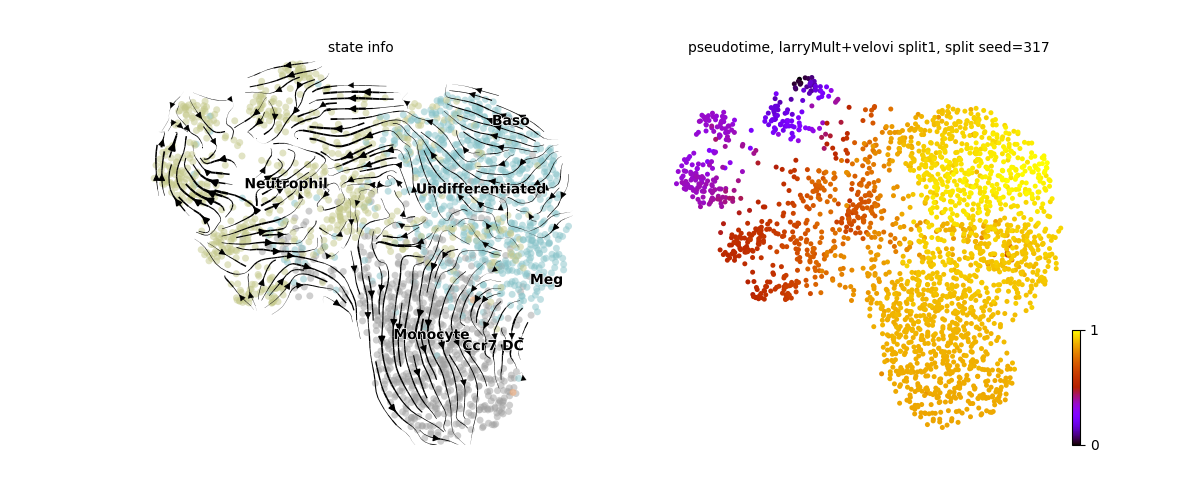 state info
pseudotime, larryMult+velovi split1, split seed=317
Baso
Neutrophil
Undifferentiated
Meg
Monocyte
Ccr7 DC
1
0